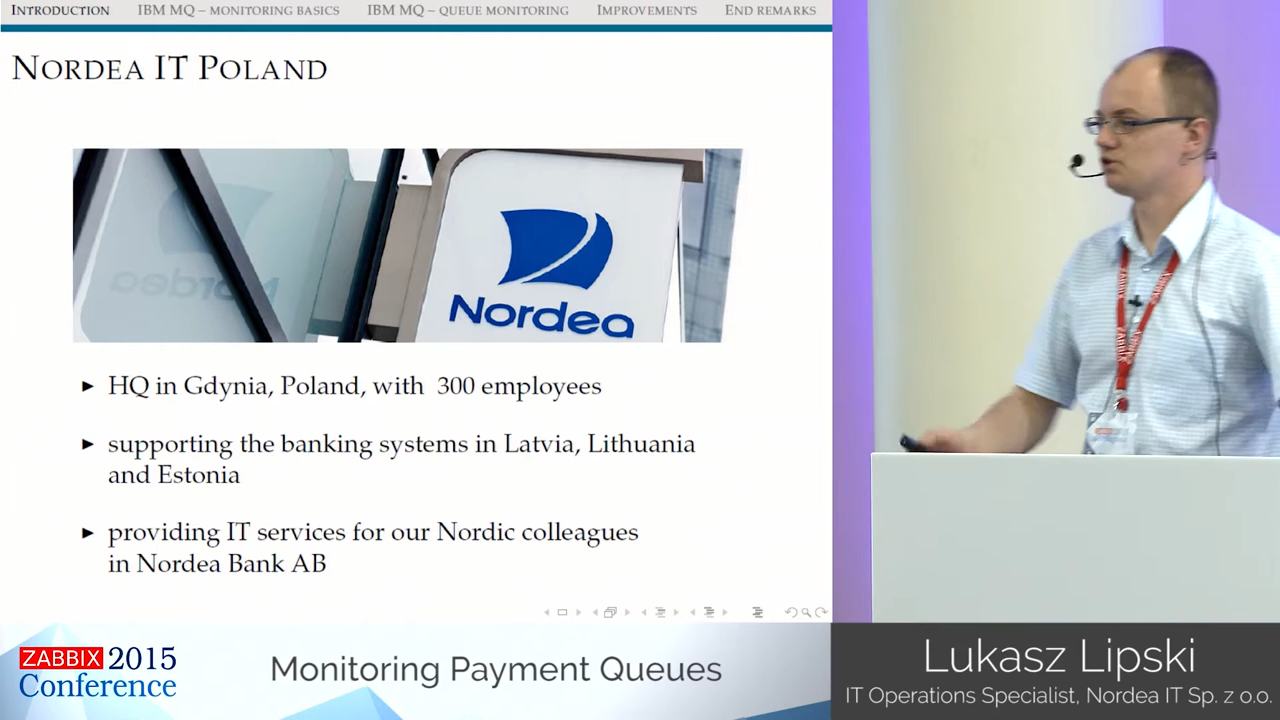 INTRODUCTION IBM MQ – MONITORING BASICS IBM MQ – QUEUE MONITORING IMPROVEMENTS END REMARKS
NORDEA IT POLAND
Nordea
Nordea
► HQ in Gdynia, Poland, with 300 employees
► supporting the banking systems in Latvia, Lithuania
and Estonia
► providing IT services for our Nordic colleagues
in Nordea Bank AB
ZABBIX
ZABBIX 2015
Conference
Monitoring Payment Queues
Lukasz Lipski
IT Operations Specialist, Nordea IT Sp. z o.o.